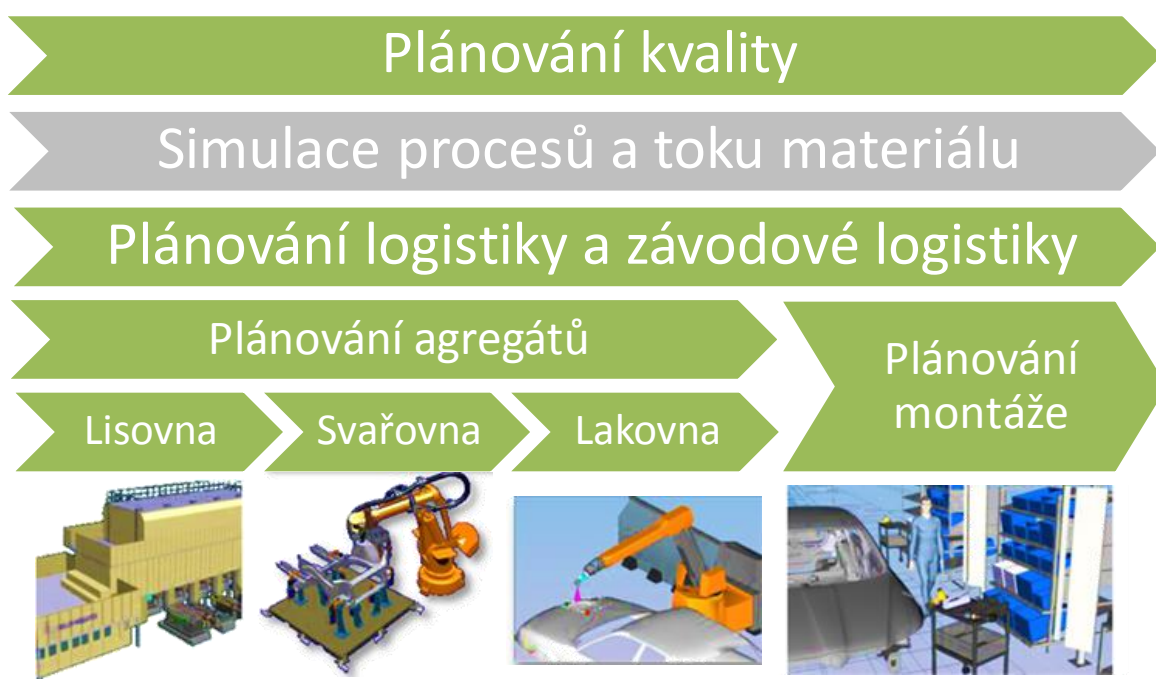 Plánování kvality
Simulace procesů a toku materiálu
Plánování logistiky a závodové logistiky
Plánování agregátů
Plánování
montáže
Lisovna
Svařovna
Lakovna